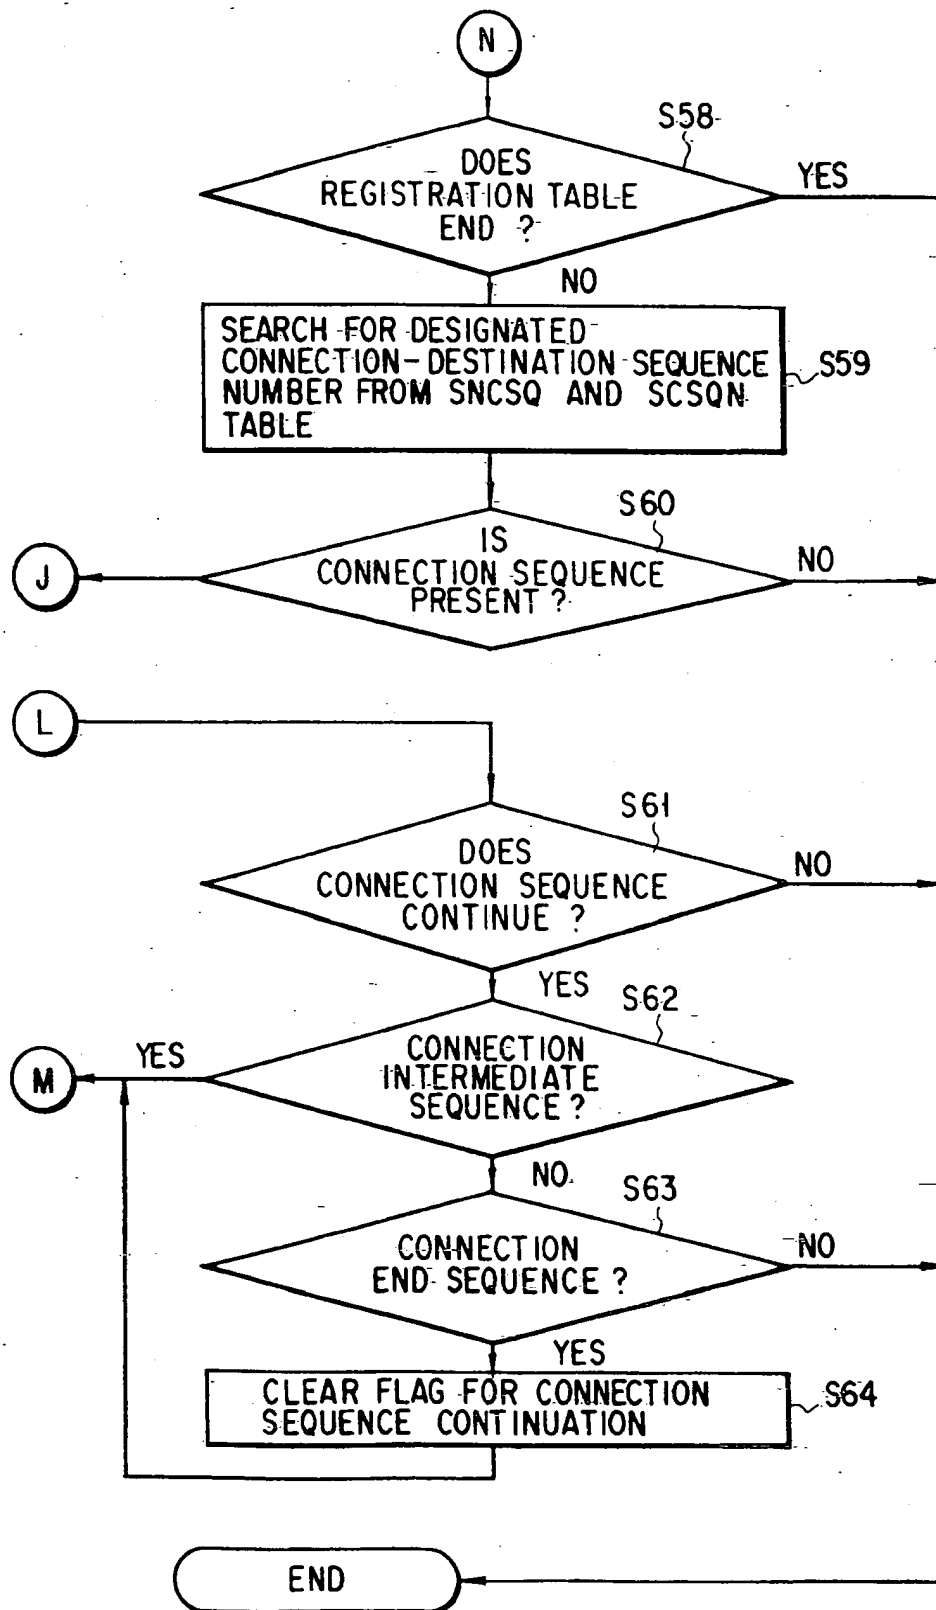 N
S58
DOES
REGISTRATION TABLE
END ?
YES
NO
SEARCH FOR DESIGNATED
CONNECTION-DESTINATION SEQUENCE
NUMBER FROM SNCSQ AND SCSQN
TABLE
S59
S60
IS
CONNECTION SEQUENCE
PRESENT ?
NO
J
L
S61
DOES
CONNECTION SEQUENCE
CONTINUE ?
NO
YES
S62
CONNECTION
INTERMEDIATE
SEQUENCE ?
YES
M
NO
S63
CONNECTION
END SEQUENCE ?
NO
YES
CLEAR FLAG FOR CONNECTION
SEQUENCE CONTINUATION
S64
END